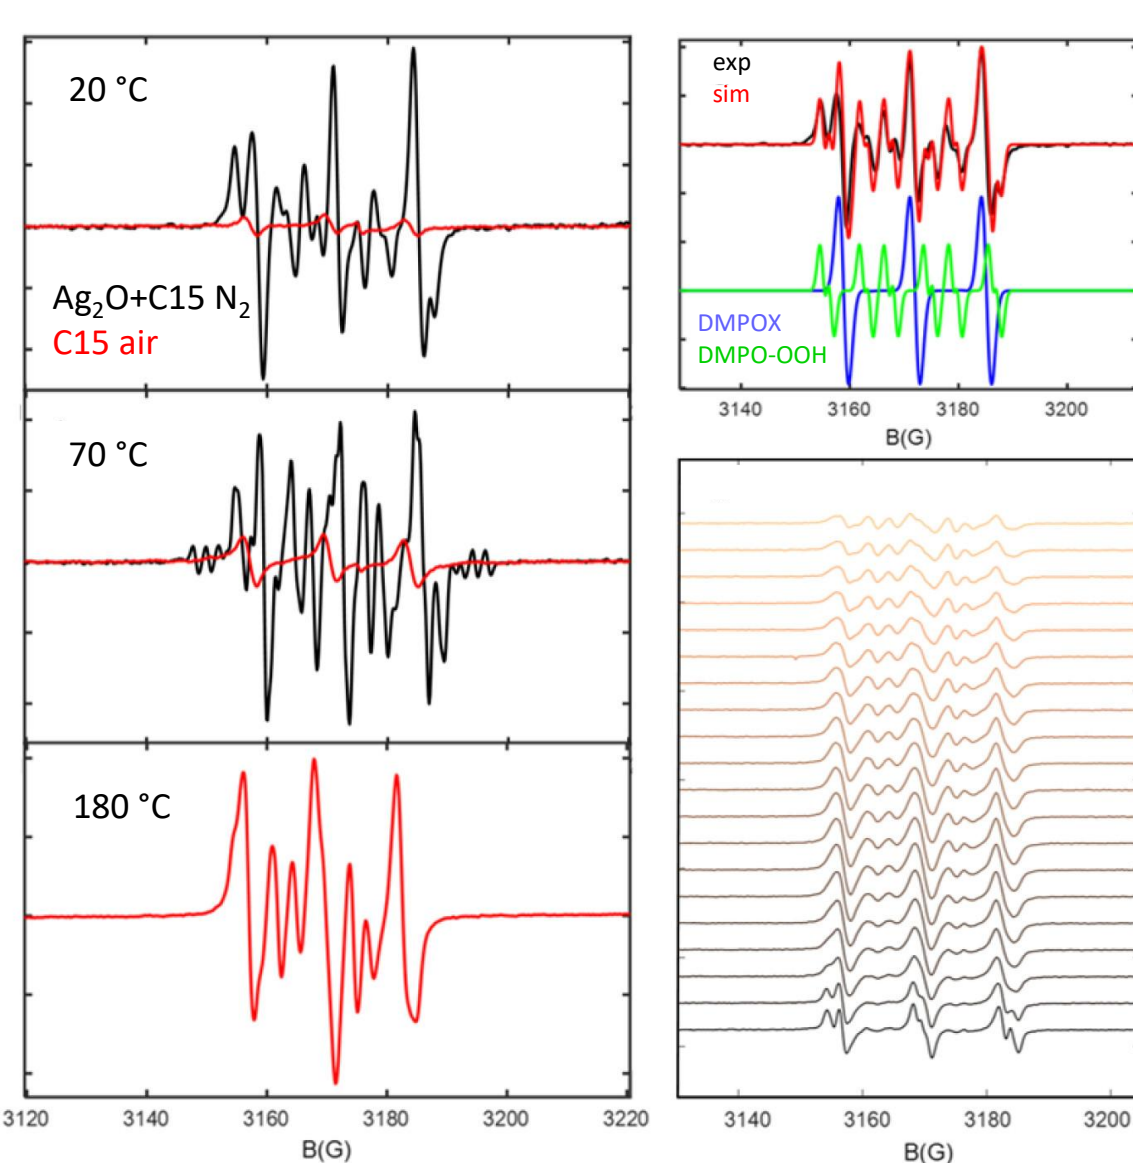 20 °C
Ag₂O+C15 N₂
C15 air
70 °C
180 °C
3120 3140 3160 3180 3200 3220
B(G)
exp
sim
DMPOX
DMPO-OOH
3140 3160 3180 3200
B(G)
3140 3160 3180 3200
B(G)